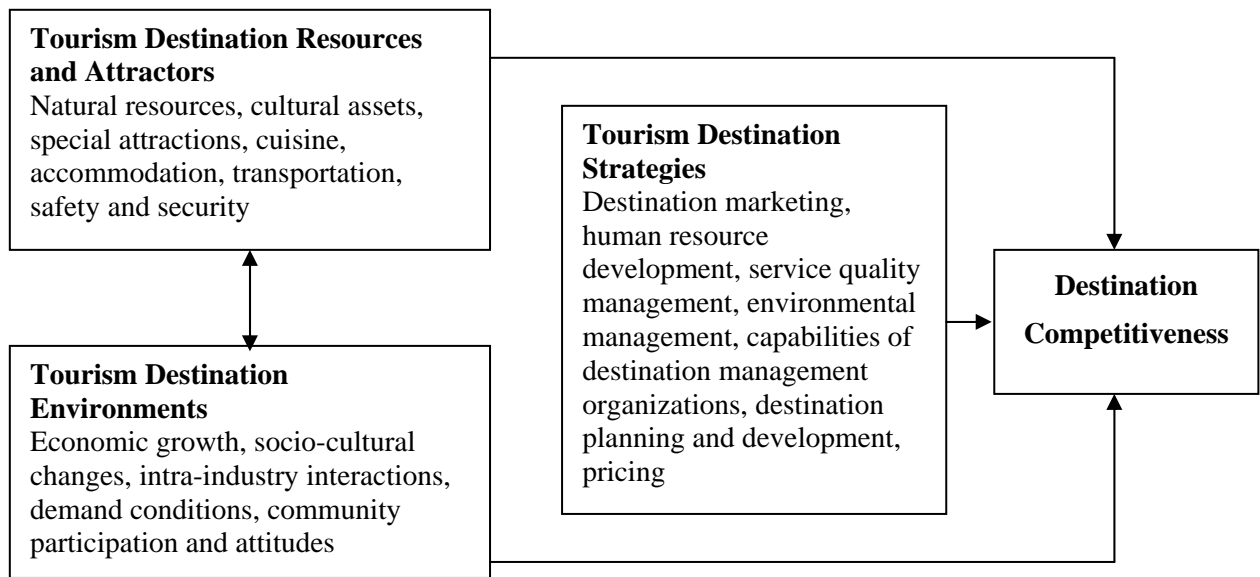 Tourism Destination Resources
and Attractors
Natural resources, cultural assets,
special attractions, cuisine,
accommodation, transportation,
safety and security
Tourism Destination
Environments
Economic growth, socio-cultural
changes, intra-industry interactions,
demand conditions, community
participation and attitudes
Tourism Destination
Strategies
Destination marketing,
human resource
development, service quality
management, environmental
management, capabilities of
destination management
organizations, destination
planning and development,
pricing
Destination
Competitiveness